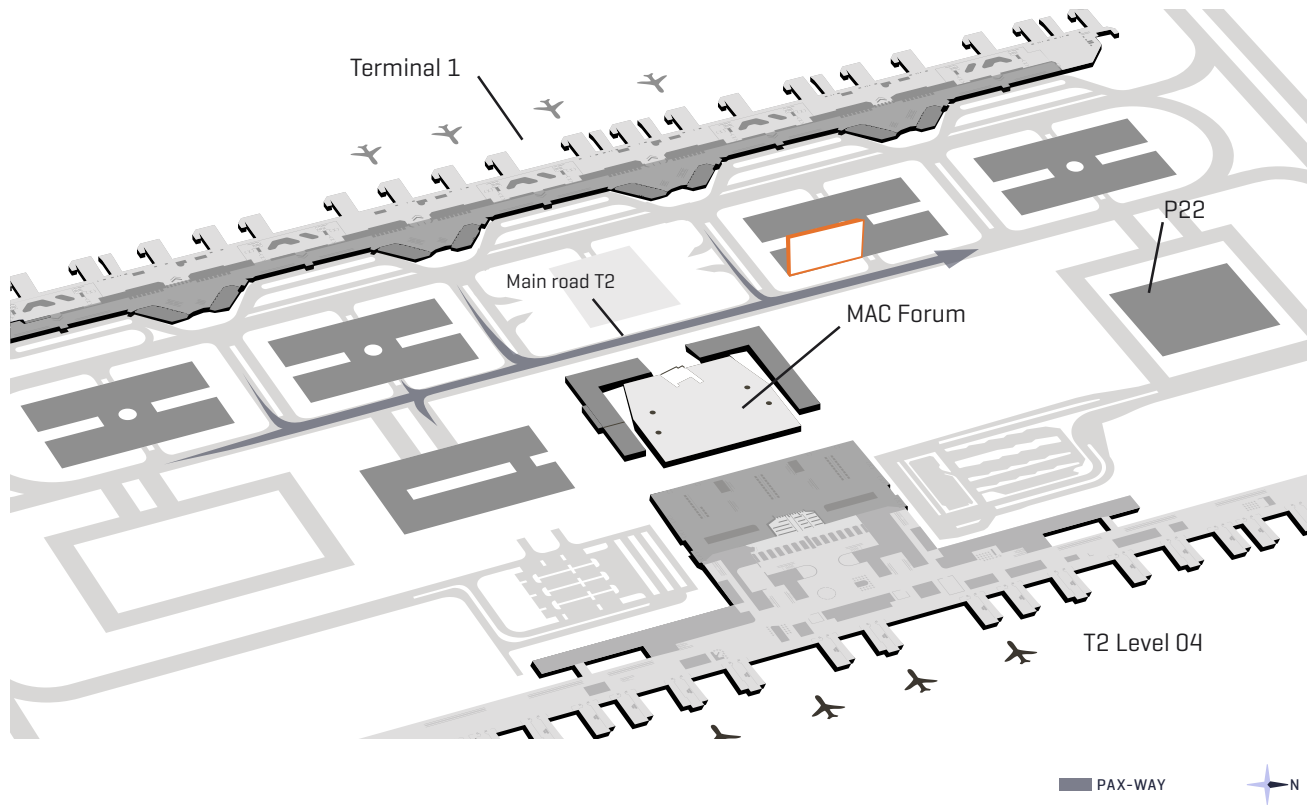 Terminal 1
P22
Main road T2
MAC Forum
T2 Level 04
PAX-WAY
N